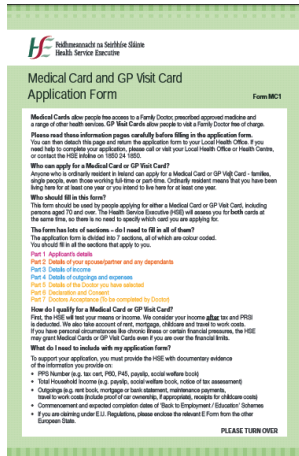 Feidhmeannacht na Seirbhíse Sláinte
Health Service Executive
Medical Card and GP Visit Card
Application Form
Form MC1
Medical Cards allow people free access to a Family Doctor, prescribed approved medicine and
a range of other health services. GP Visit Cards allow people to visit a Family Doctor free of charge.
Please read these information pages carefully before filling in the application form.
You can then detach this page and return the application form to your Local Health Office. If you
need help to complete your application, please call or visit your Local Health Office or Health Centre,
or contact the HSE infoline on 1850 24 1850.
Who can apply for a Medical Card or GP Visit Card?
Anyone who is ordinarily resident in Ireland can apply for a Medical Card or GP Visit Card - families,
single people, even those working full-time or part-time. Ordinarily resident means that you have been
living here for at least one year or you intend to live here for at least one year.
Who should fill in this form?
This form should be used by people applying for either a Medical Card or GP Visit Card, including
persons aged 70 and over. The Health Service Executive (HSE) will assess you for both cards at
the same time, so there is no need to specify which card you are applying for.
The form has lots of sections – do I need to fill in all of them?
The application form is divided into 7 sections, all of which are colour coded.
You should fill in all the sections that apply to you.
Part 1 Applicant's details
Part 2 Details of your spouse/partner and any dependants
Part 3 Details of income
Part 4 Details of outgoings and expenses
Part 5 Details of the Doctor you have selected
Part 6 Declaration and Consent
Part 7 Doctors Acceptance (To be completed by Doctor)
How do I qualify for a Medical Card or GP Visit Card?
First, the HSE will test your means or income. We consider your income after tax and PRSI
is deducted. We also take account of rent, mortgage, childcare and travel to work costs.
If you have personal circumstances like chronic illness or certain financial pressures, the HSE
may grant Medical Cards or GP Visit Cards even if you are over the financial limits.
What do I need to include with my application form?
To support your application, you must provide the HSE with documentary evidence
of the information you provide on:
• PPS Number (e.g. tax cert, P60, P45, payslip, social welfare book)
• Total Household Income (e.g. payslip, social welfare book, notice of tax assessment)
• Outgoings (e.g. rent book, mortgage or bank statement, maintenance payments,
travel to work costs (include proof of car ownership, if appropriate), receipts for childcare costs)
• Commencement and expected completion dates of 'Back to Employment / Education' Schemes
• If you are claiming under E.U. Regulations, please enclose the relevant E Form from the other
European State.
PLEASE TURN OVER